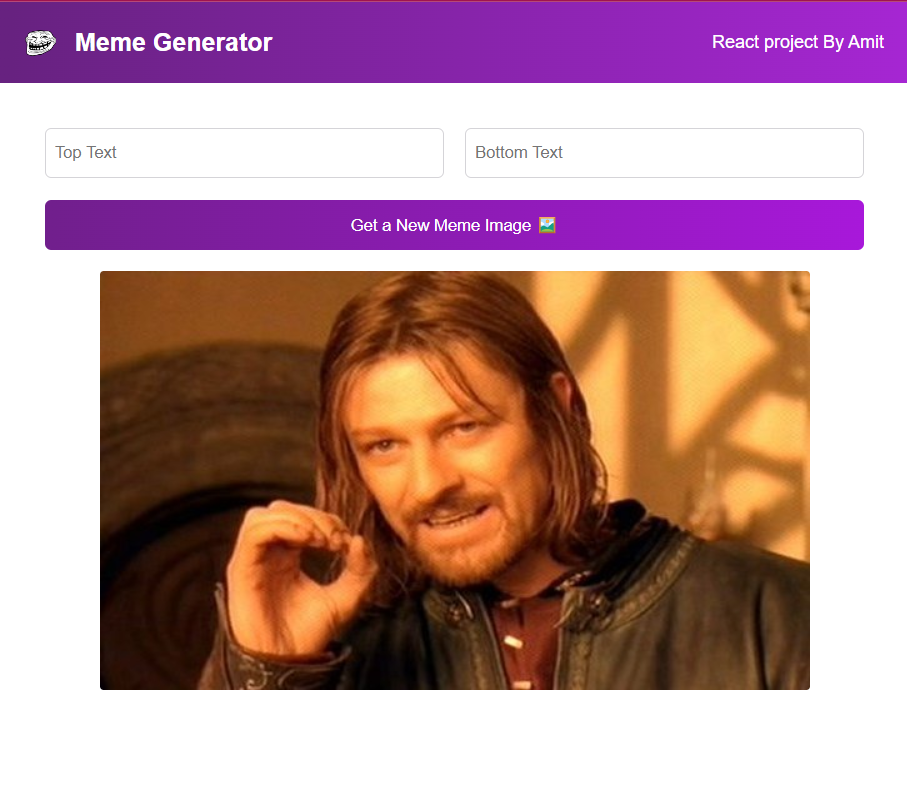 Meme Generator
React project By Amit
Top Text
Bottom Text
Get a New Meme Image